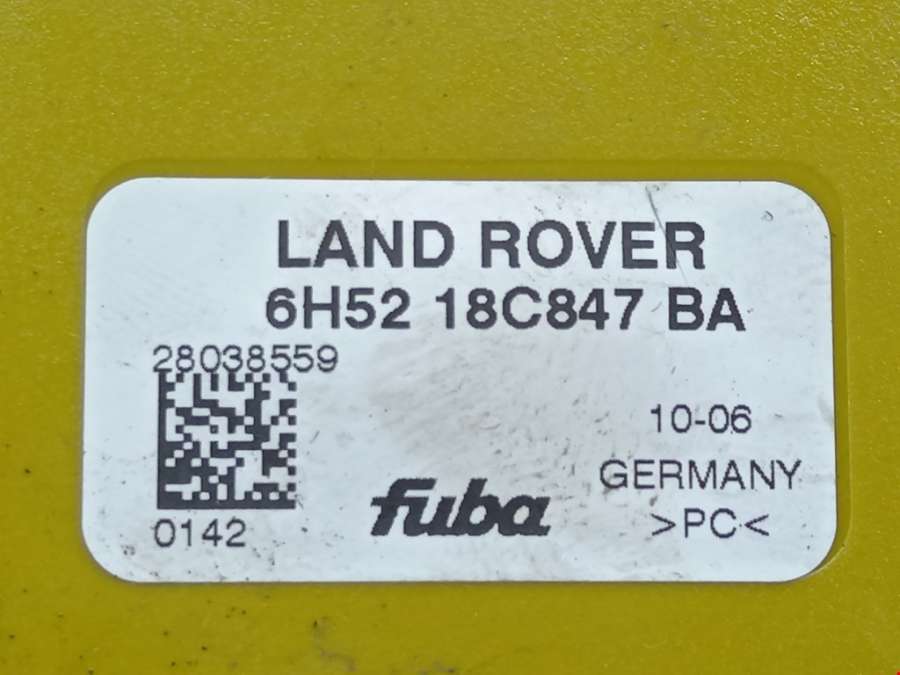 LAND ROVER
6H52 18C847 BA
28038559
10-06
GERMANY
0142
fuba
>PC<